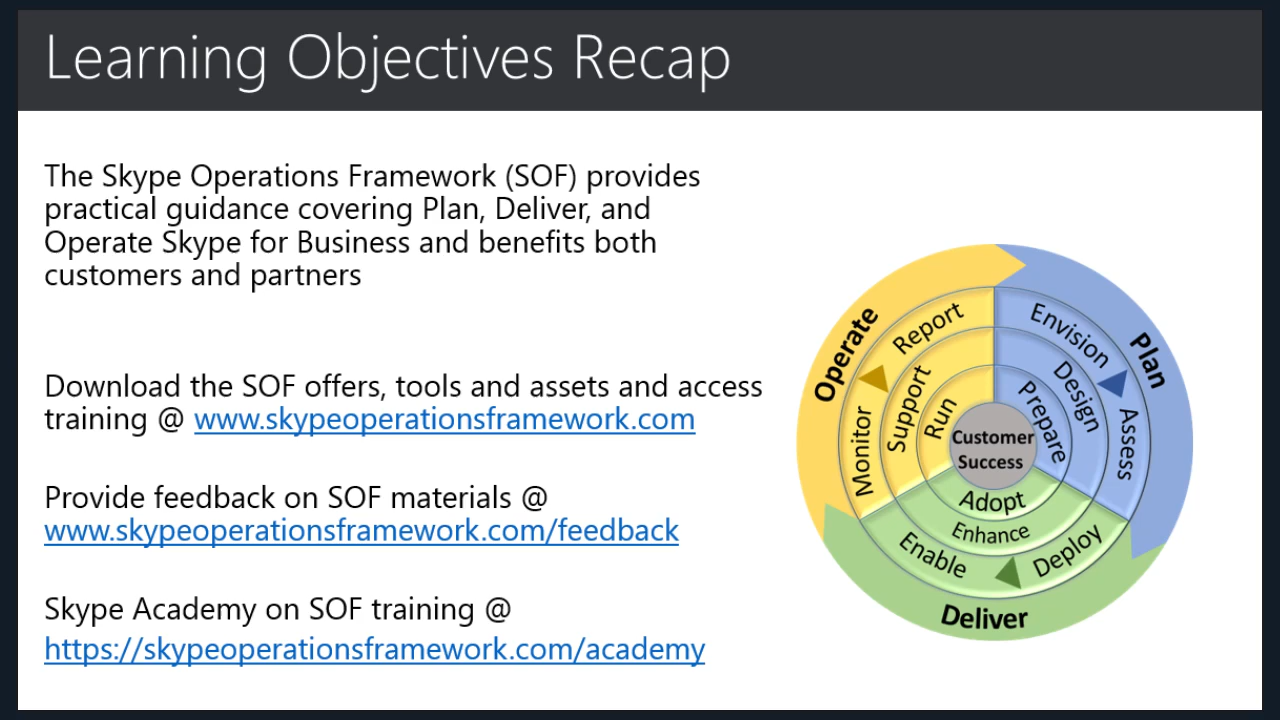 Learning Objectives Recap
The Skype Operations Framework (SOF) provides
practical guidance covering Plan, Deliver, and
Operate Skype for Business and benefits both
customers and partners
Download the SOF offers, tools and assets and access
training @ www.skypeoperationsframework.com
Provide feedback on SOF materials @
www.skypeoperationsframework.com/feedback
Skype Academy on SOF training @
https://skypeoperationsframework.com/academy
Operate
Report
Monitor
Support
Run
Plan
Envision
Assess
Design
Prepare
Customer
Success
Adopt
Enhance
Enable
Deploy
Deliver